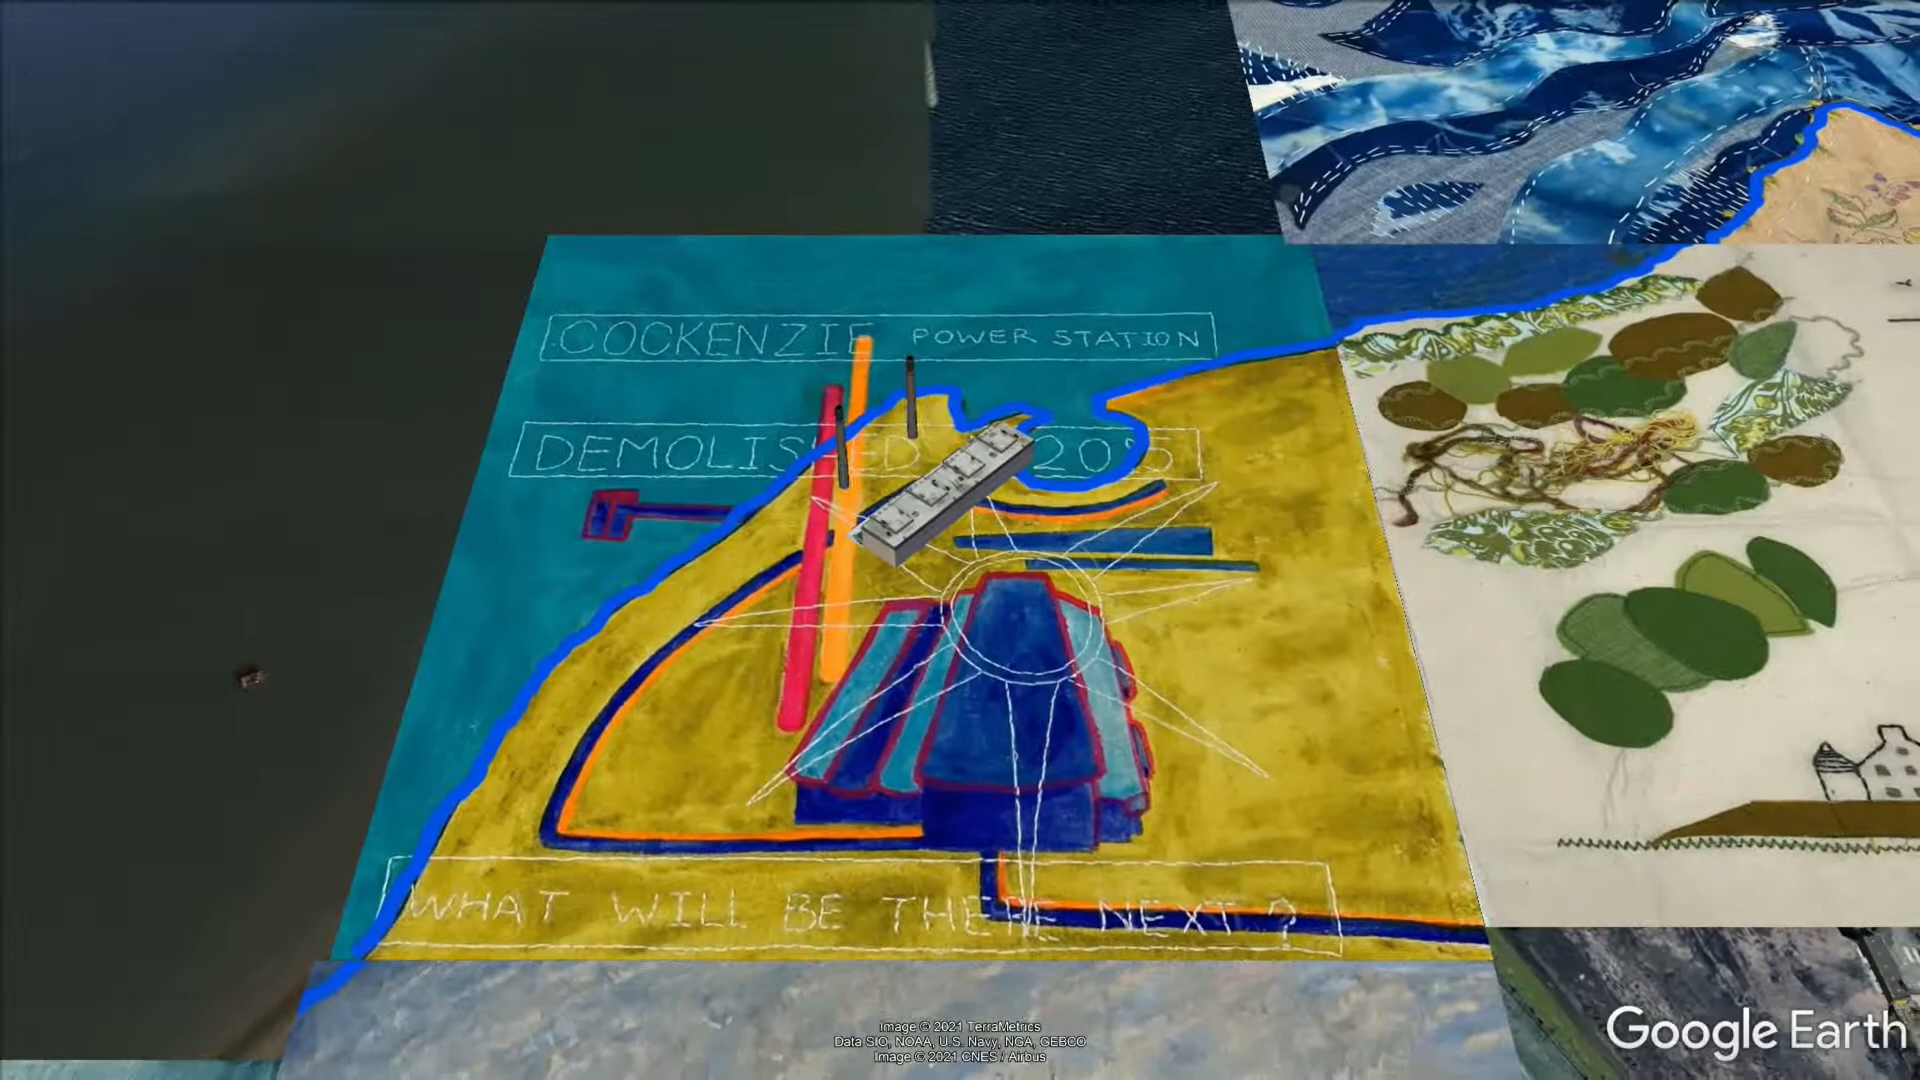 COCKENZIE POWER STATION
DEMOLISHED 2015
WHAT WILL BE THERE NEXT?
Image © 2021 TerraMetrics
Data SIO, NOAA, U.S. Navy, NGA, GEBCO
Image © 2021 CNES / Airbus
Google Earth